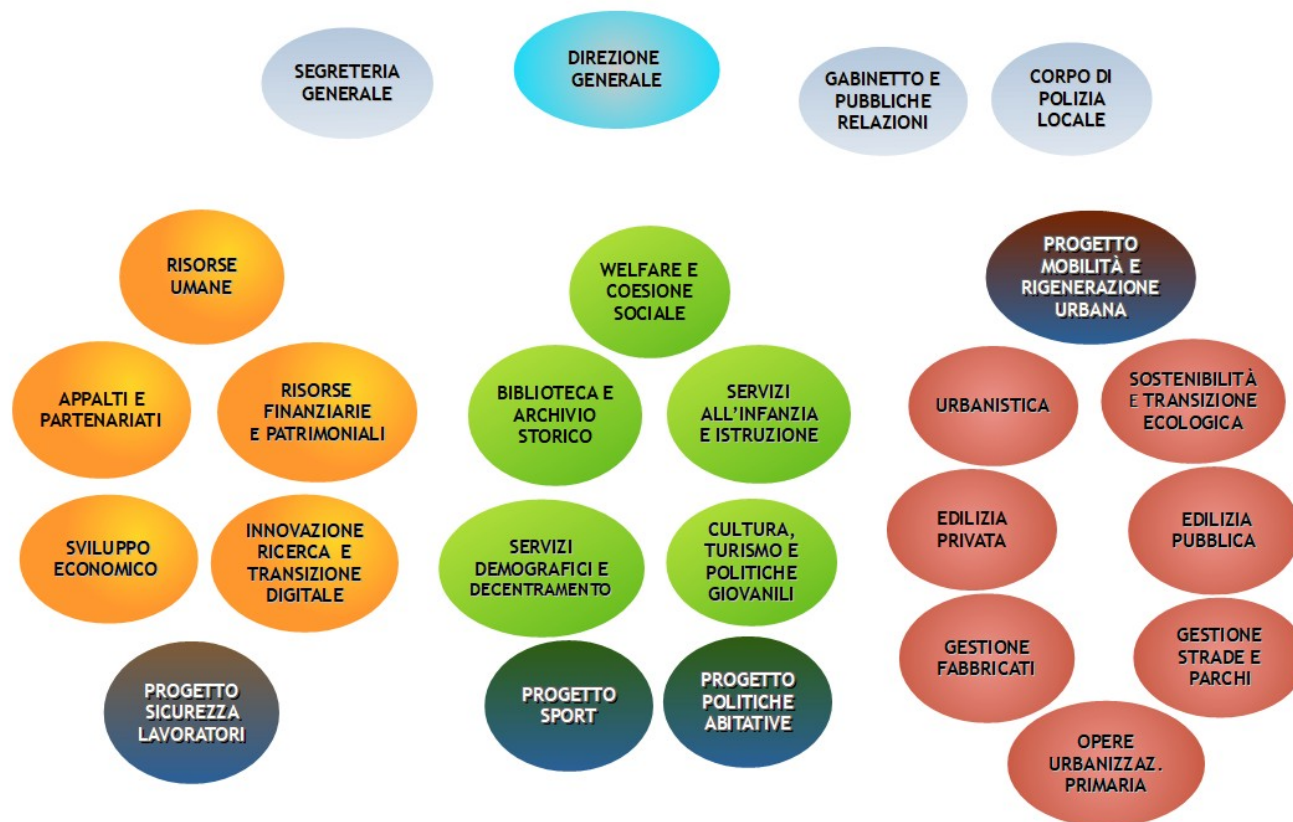 SEGRETERIA
GENERALE
DIREZIONE
GENERALE
GABINETTO E
PUBBLICHE
RELAZIONI
CORPO DI
POLIZIA
LOCALE
RISORSE
UMANE
APPALTI E
PARTENARIATI
RISORSE
FINANZIARIE
E PATRIMONIALI
SVILUPPO
ECONOMICO
INNOVAZIONE
RICERCA E
TRANSIZIONE
DIGITALE
PROGETTO
SICUREZZA
LAVORATORI
WELFARE E
COESIONE
SOCIALE
BIBLIOTECA E
ARCHIVIO
STORICO
SERVIZI
ALL'INFANZIA
E ISTRUZIONE
SERVIZI
DEMOGRAFICI E
DECENTRAMENTO
CULTURA,
TURISMO E
POLITICHE
GIOVANILI
PROGETTO
SPORT
PROGETTO
POLITICHE
ABITATIVE
PROGETTO
MOBILITÀ E
RIGENERAZIONE
URBANA
URBANISTICA
SOSTENIBILITÀ
E TRANSIZIONE
ECOLOGICA
EDILIZIA
PRIVATA
EDILIZIA
PUBBLICA
GESTIONE
FABBRICATI
GESTIONE
STRADE E
PARCHI
OPERE
URBANIZZAZ.
PRIMARIA